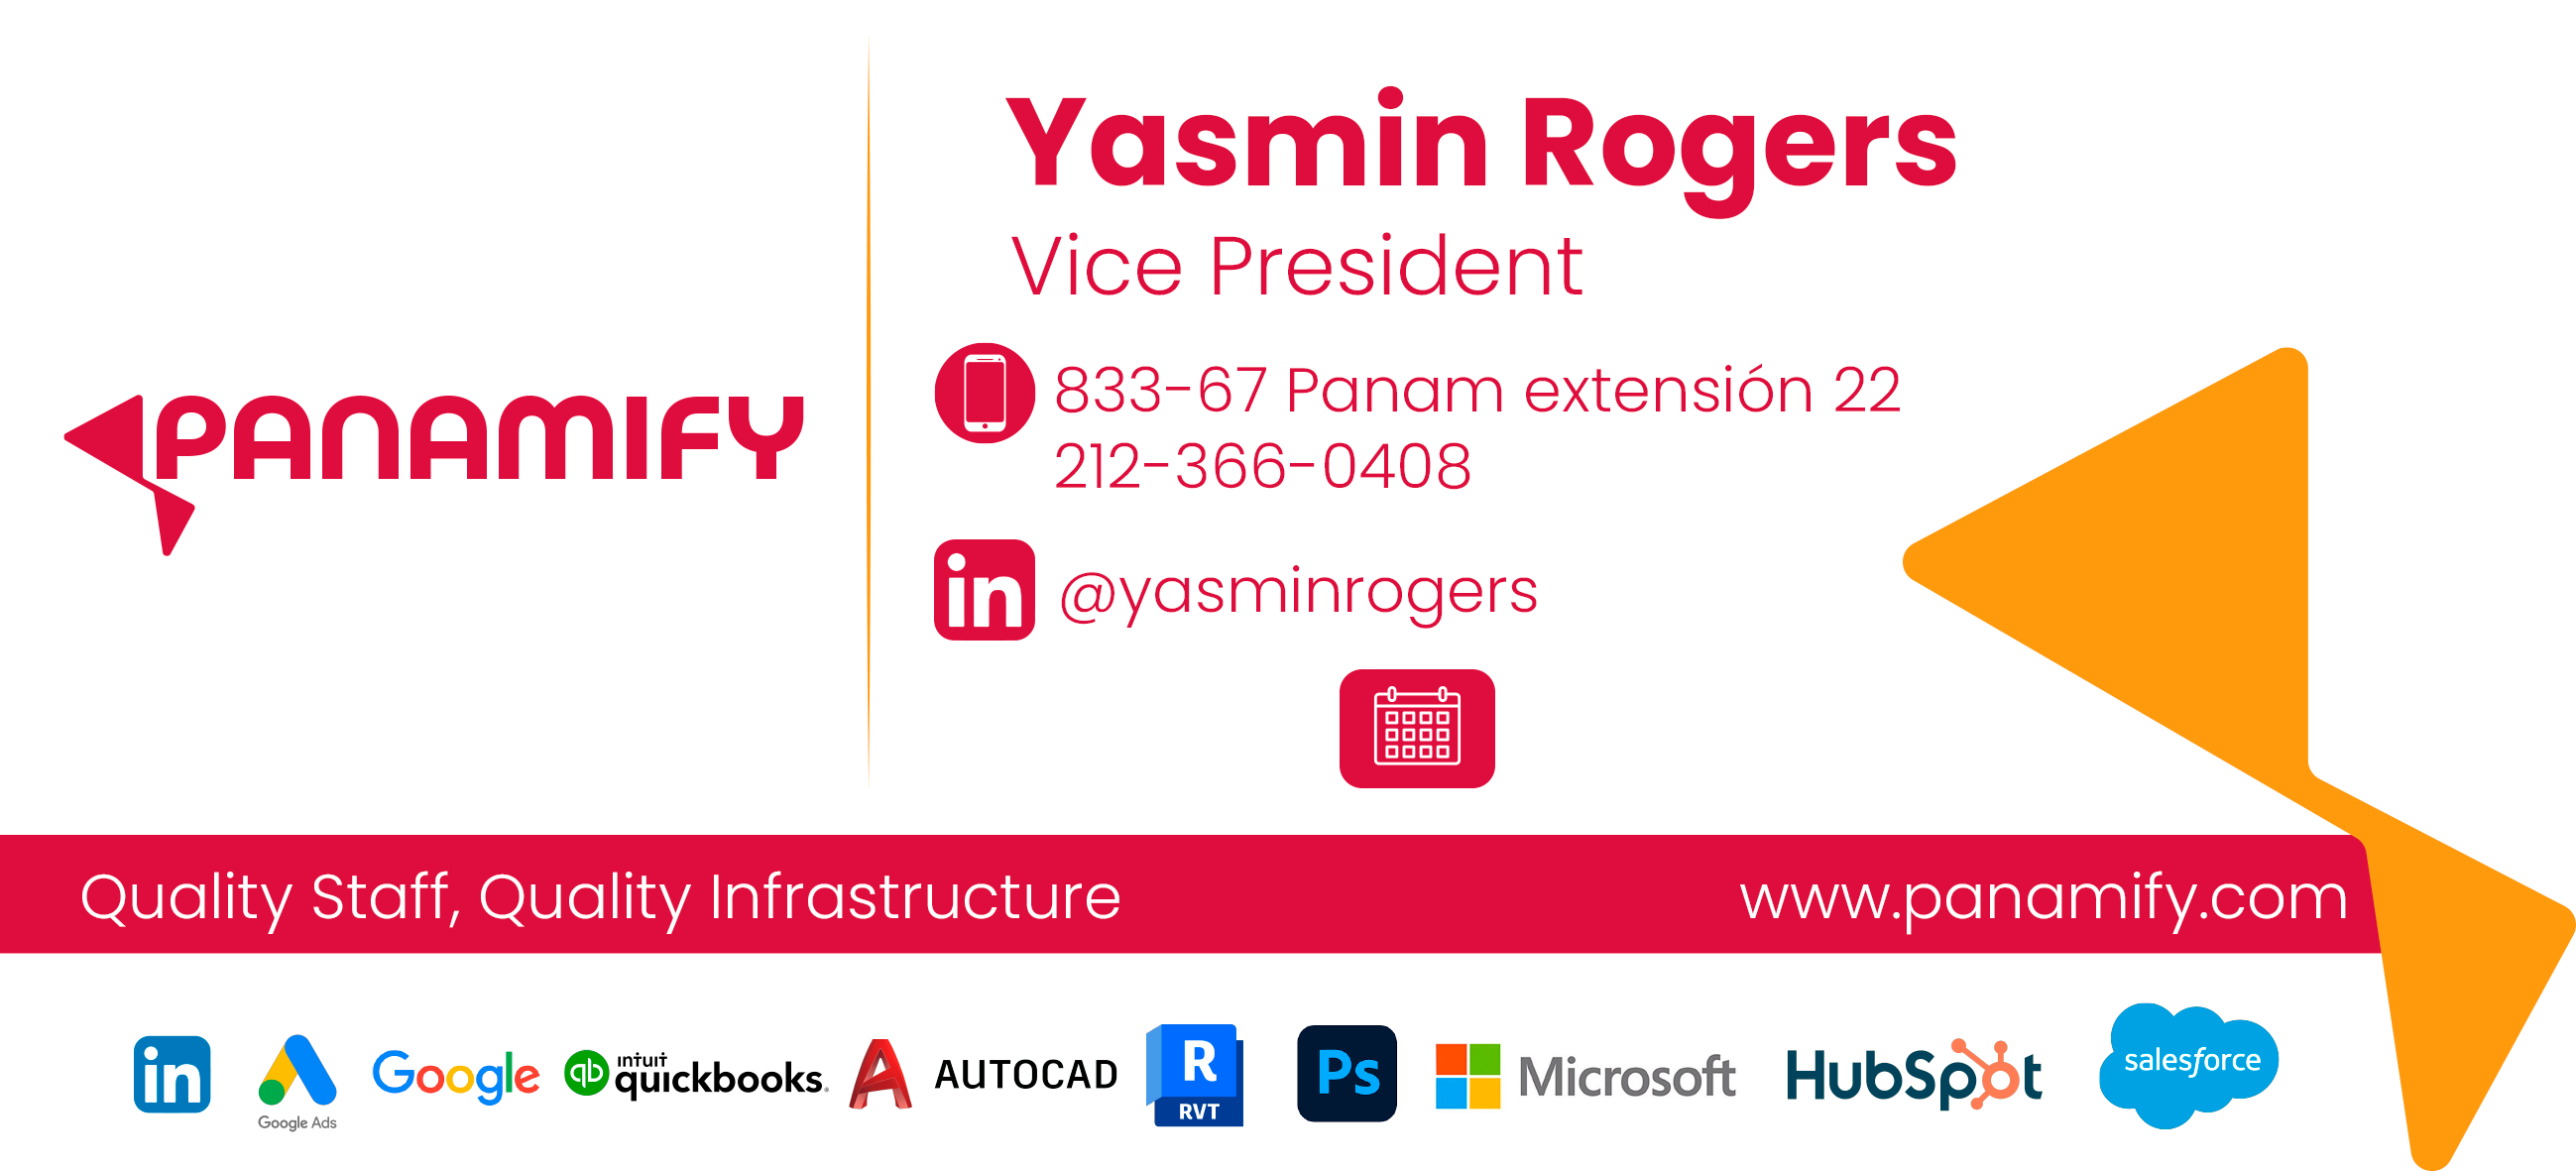 PANAMIFY
Yasmin Rogers
Vice President
833-67 Panam extensión 22
212-366-0408
in @yasminrogers
Quality Staff, Quality Infrastructure
www.panamify.com
in
Google Ads
Google
intuit
quickbooks.
A AUTOCAD
R
RVT
Ps
Microsoft
HubSpot
salesforce